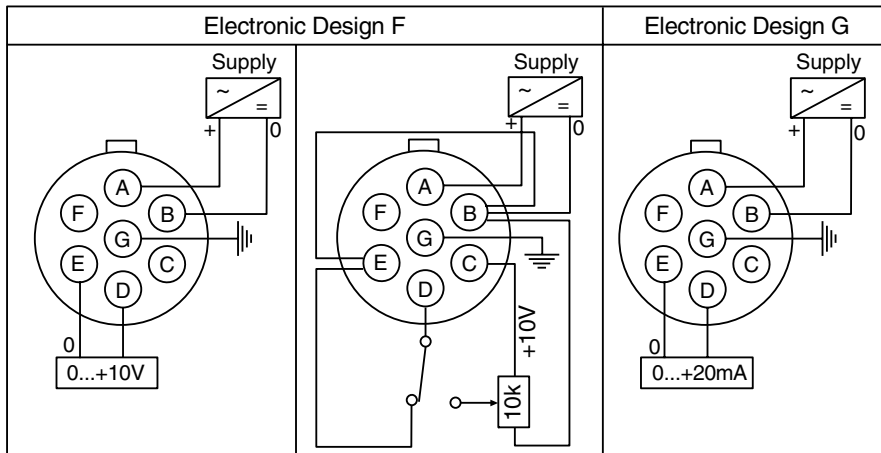 Electronic Design F
Electronic Design G
Supply
~
=
+
0
A
F
B
G
E
C
D
0
0...+10V
Supply
~
=
+
0
A
F
B
G
E
C
D
+10V
10k
Supply
~
=
+
0
A
F
B
G
E
C
D
0
0...+20mA